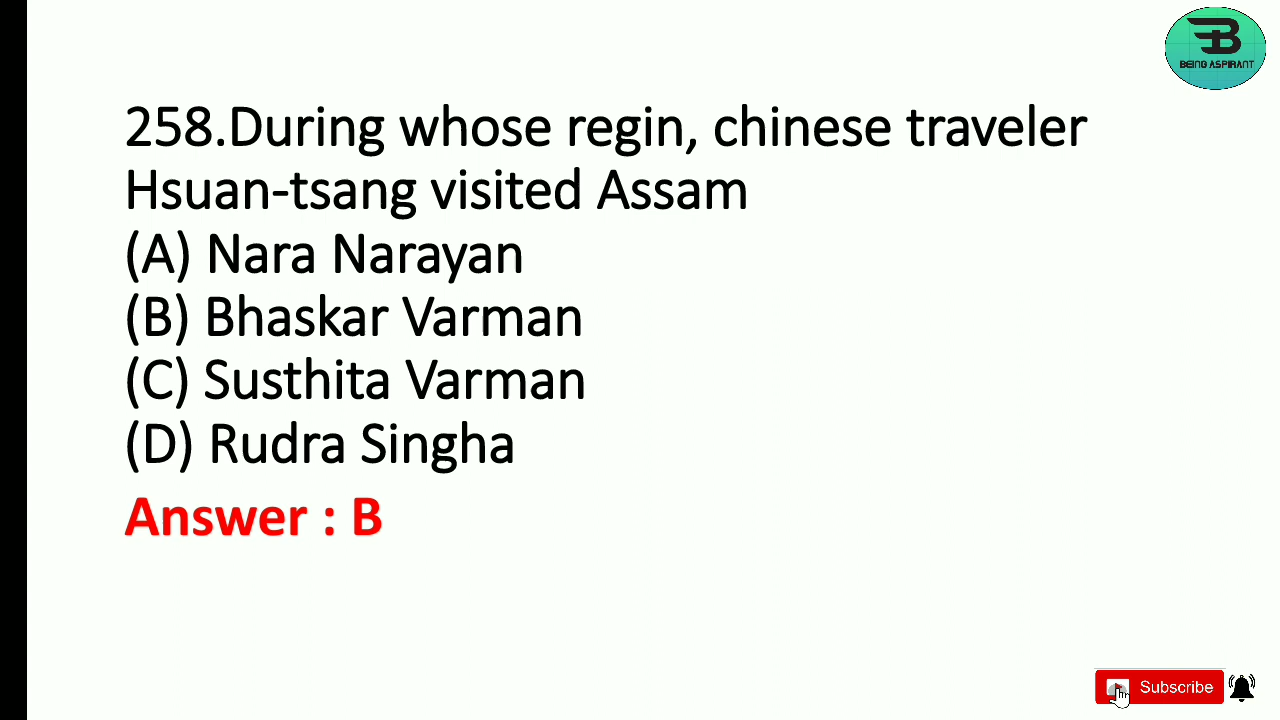 BEING ASPIRANT
258.During whose regin, chinese traveler
Hsuan-tsang visited Assam
(A) Nara Narayan
(B) Bhaskar Varman
(C) Susthita Varman
(D) Rudra Singha
Answer : B
Subscribe